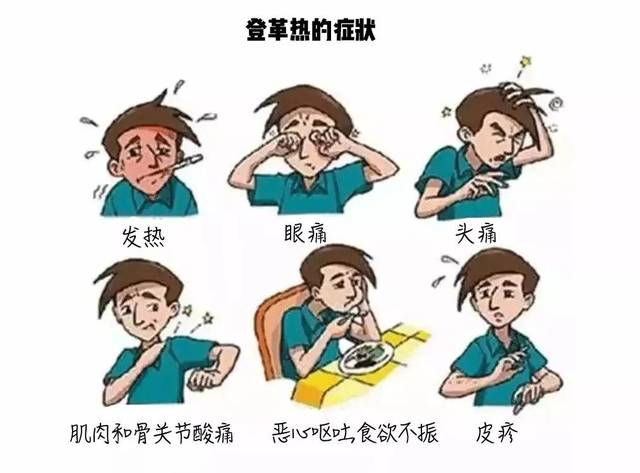 登革热的症状
发热
眼痛
头痛
肌肉和骨关节酸痛
恶心呕吐,食欲不振
皮疹